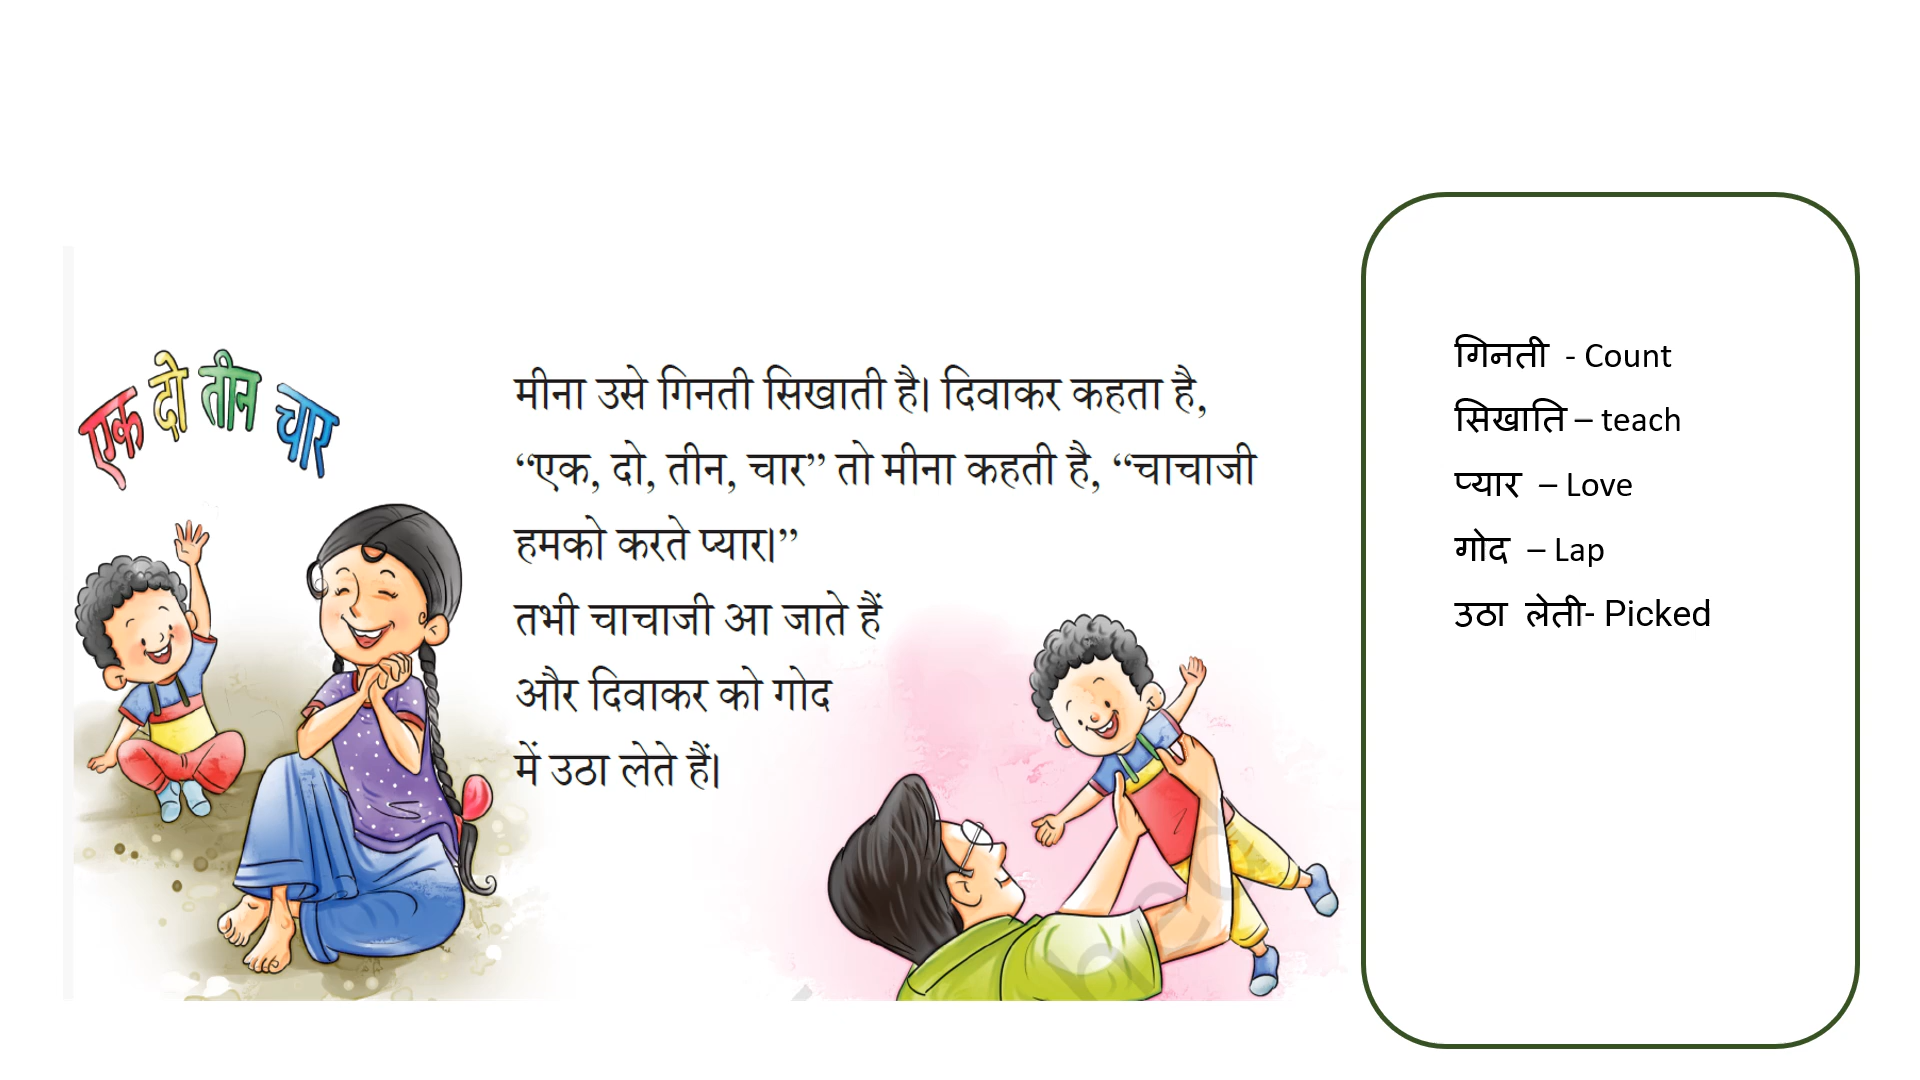 एक दो तीन चार
मीना उसे गिनती सिखाती है। दिवाकर कहता है,
“एक, दो, तीन, चार” तो मीना कहती है, “चाचाजी
हमको करते प्यार।”
तभी चाचाजी आ जाते हैं
और दिवाकर को गोद
में उठा लेते हैं।
गिनती - Count
सिखाति – teach
प्यार – Love
गोद – Lap
उठा लेती- Picked